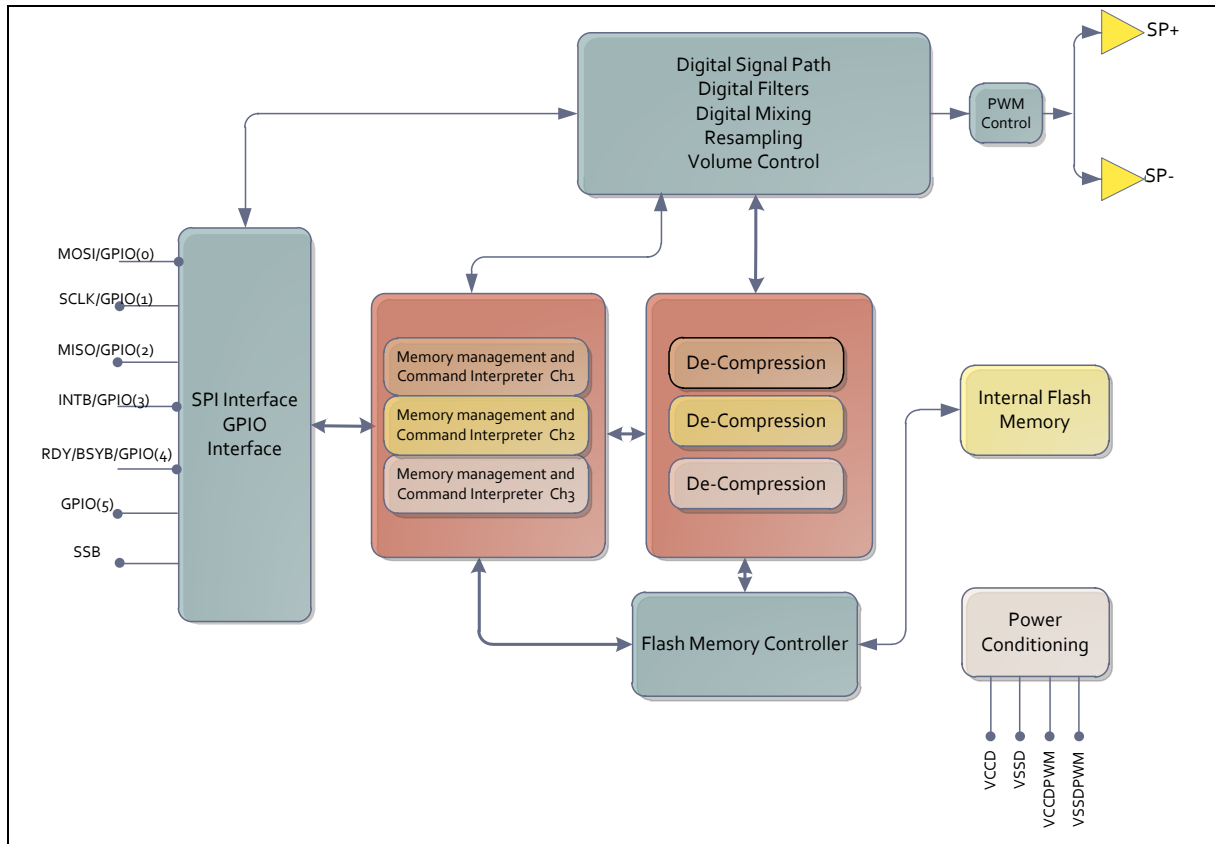 Digital Signal Path
Digital Filters
Digital Mixing
Resampling
Volume Control
PWM
Control
SP+
SP-
MOSI/GPIO(0)
SCLK/GPIO(1)
MISO/GPIO(2)
INTB/GPIO(3)
RDY/BSYB/GPIO(4)
GPIO(5)
SSB
SPI Interface
GPIO
Interface
Memory management and
Command Interpreter Ch1
Memory management and
Command Interpreter Ch2
Memory management and
Command Interpreter Ch3
De-Compression
De-Compression
De-Compression
Internal Flash
Memory
Flash Memory Controller
Power
Conditioning
VCCD
VSSD
VCCDPWM
VSSDPWM